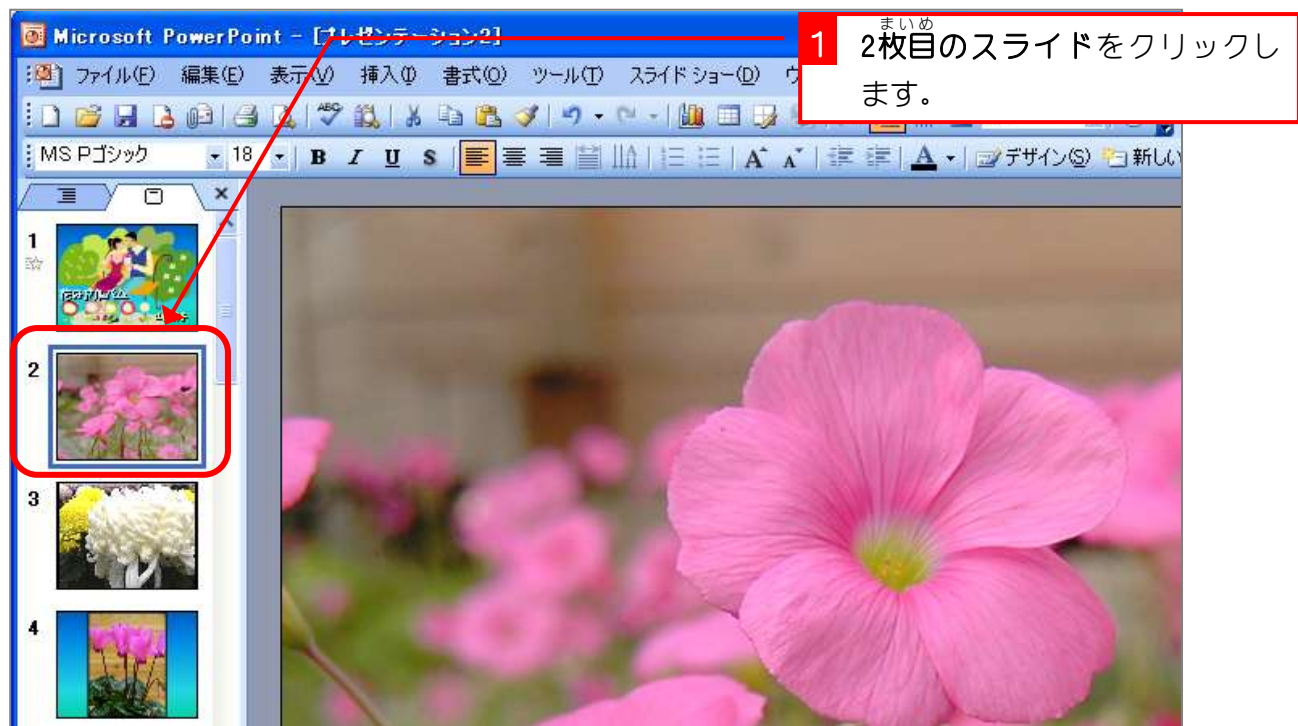 Microsoft PowerPoint - [プレゼンテーション2]
1
まいめ
2枚目のスライドをクリックし
ます。
ファイル(F) 編集(E) 表示(V) 挿入(I) 書式(O) ツール(T) スライド ショー(D) ウ
MS Pゴシック 18 B I U S A A A デザイン(S) 新しい
1
2
3
4